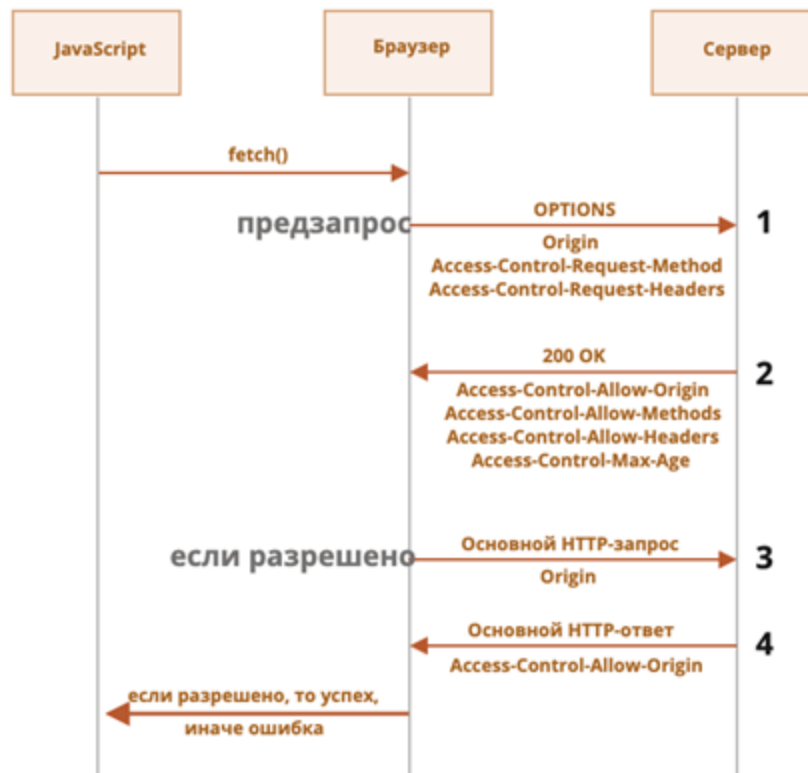 JavaScript
Браузер
Сервер
fetch()
предзапрос
OPTIONS
1
Origin
Access-Control-Request-Method
Access-Control-Request-Headers
200 OK
2
Access-Control-Allow-Origin
Access-Control-Allow-Methods
Access-Control-Allow-Headers
Access-Control-Max-Age
если разрешено
Основной HTTP-запрос
3
Origin
Основной HTTP-ответ
4
Access-Control-Allow-Origin
если разрешено, то успех,
иначе ошибка